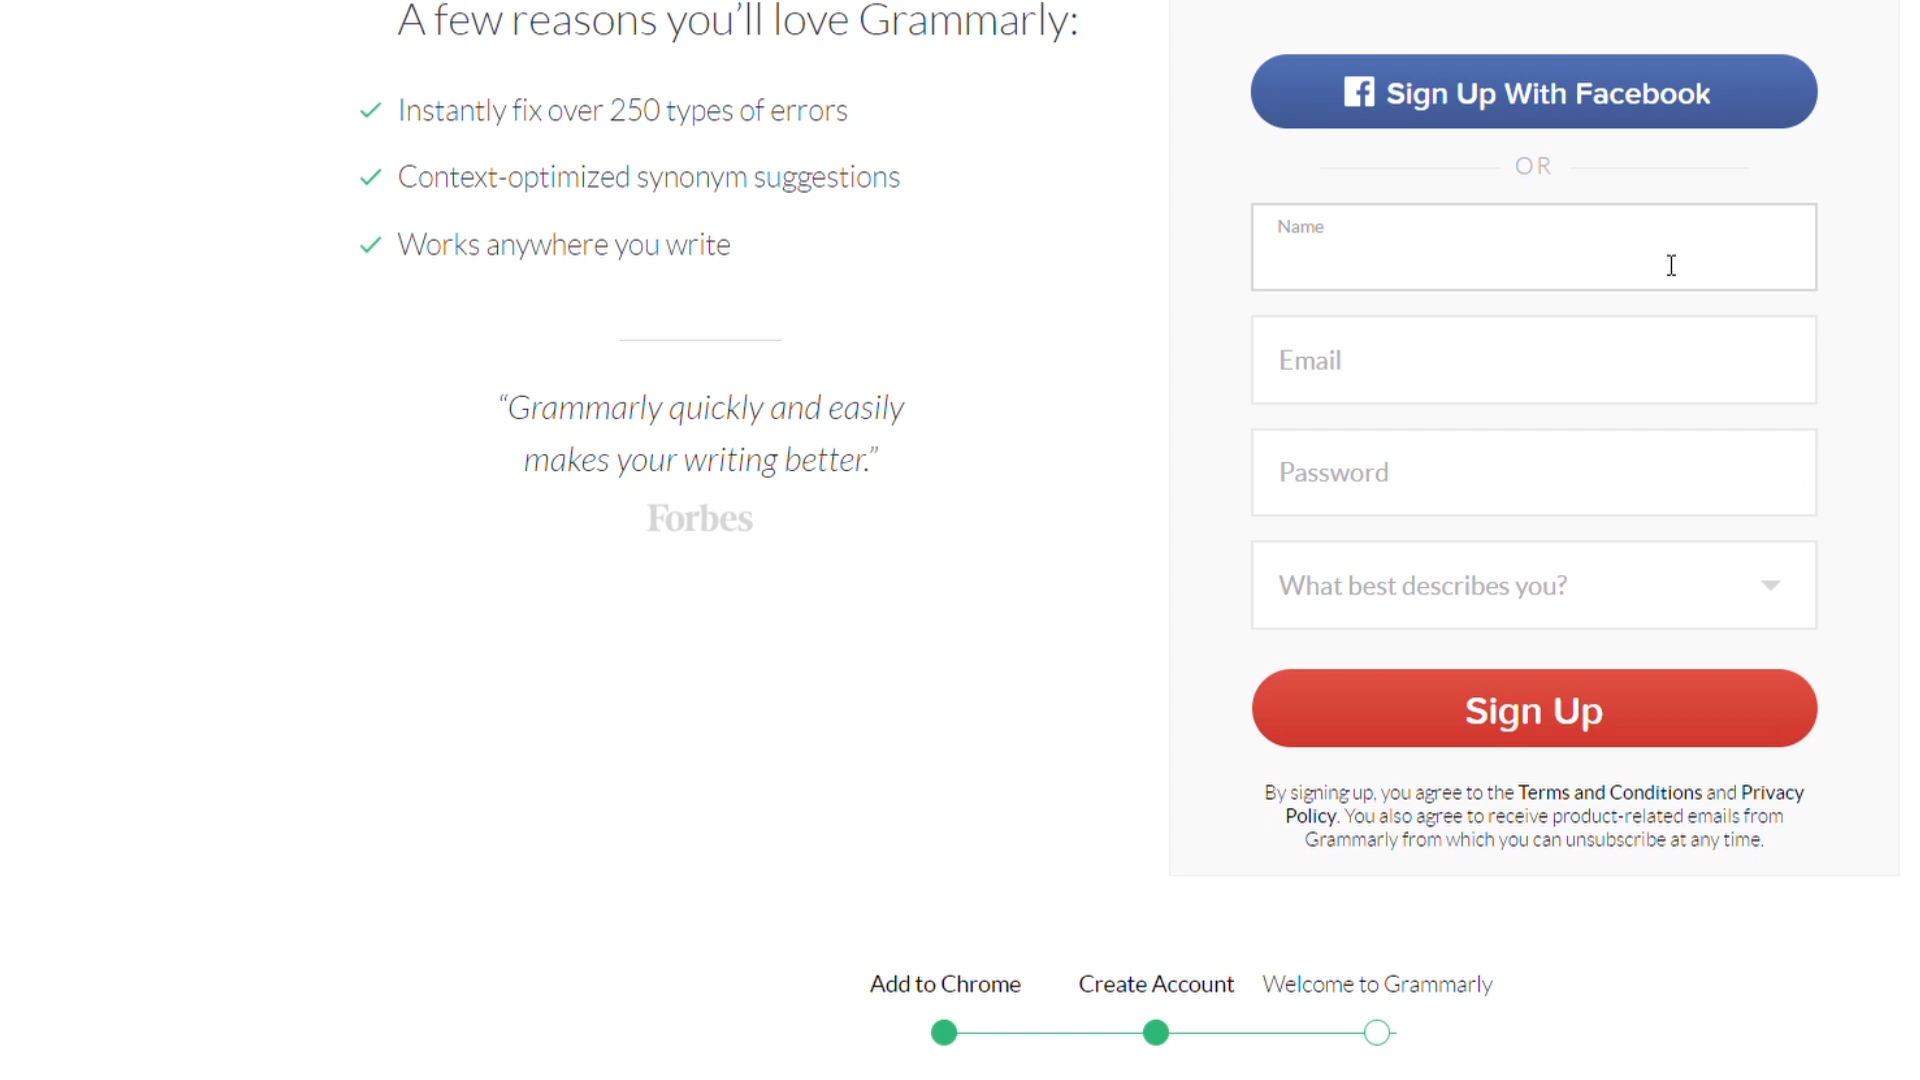 A few reasons you'll love Grammarly:
Instantly fix over 250 types of errors
Context-optimized synonym suggestions
Works anywhere you write
“Grammarly quickly and easily
makes your writing better.”
Forbes
Sign Up With Facebook
OR
Name
Email
Password
What best describes you?
Sign Up
By signing up, you agree to the Terms and Conditions and Privacy
Policy. You also agree to receive product-related emails from
Grammarly from which you can unsubscribe at any time.
Add to Chrome
Create Account
Welcome to Grammarly